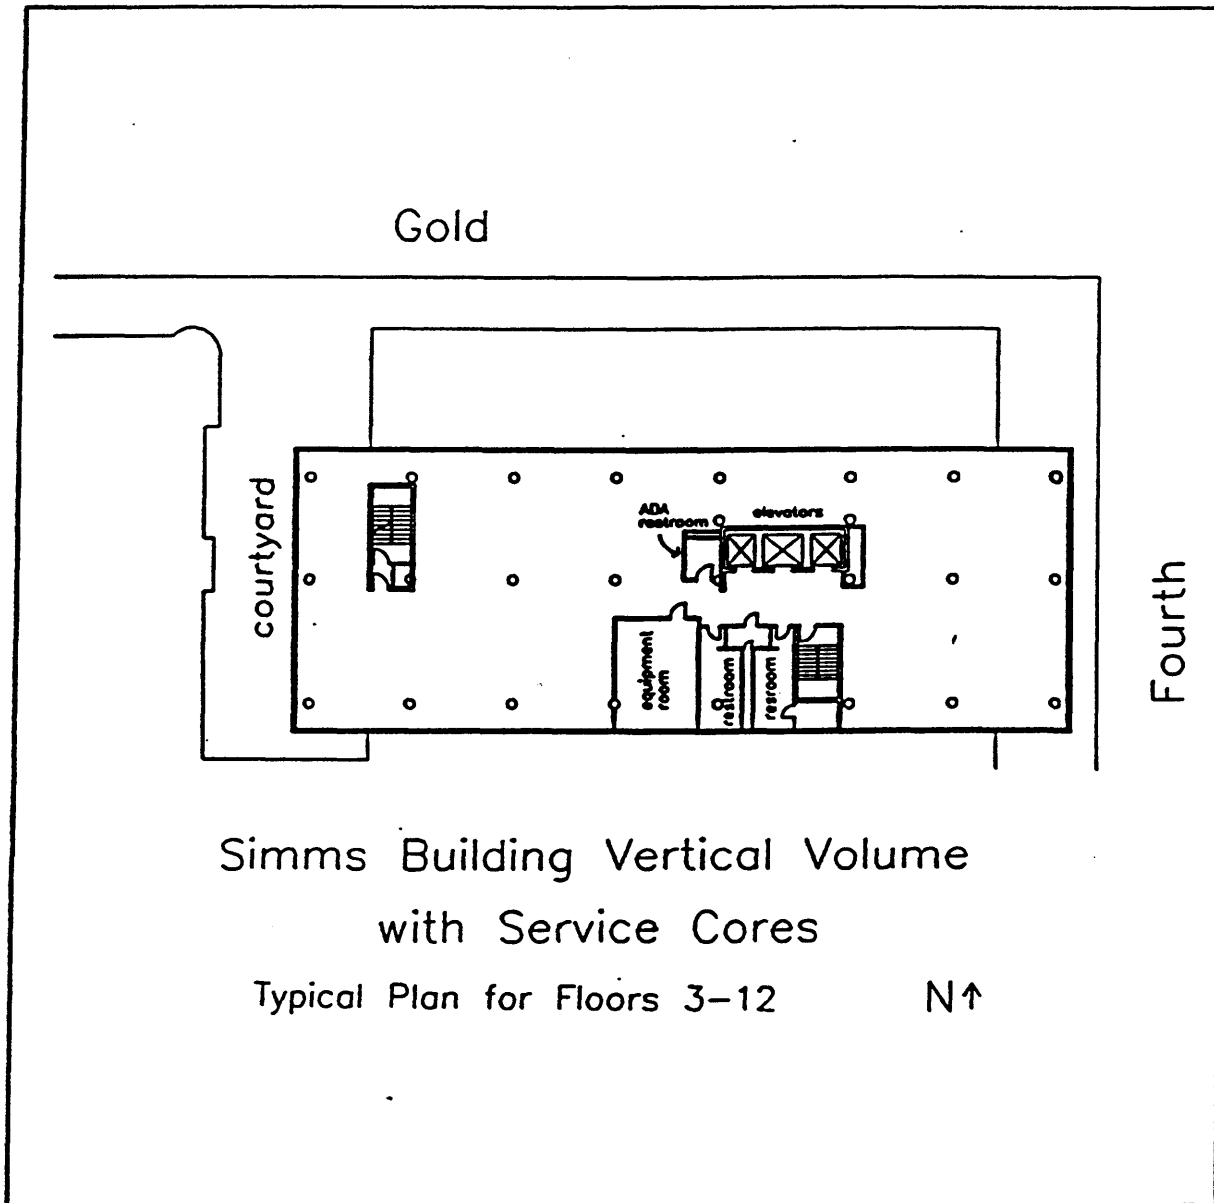 Gold
courtyard
ADA
restroom
elevators
equipment
room
restroom
resroom
Fourth
Simms Building Vertical Volume
with Service Cores
Typical Plan for Floors 3-12
N↑